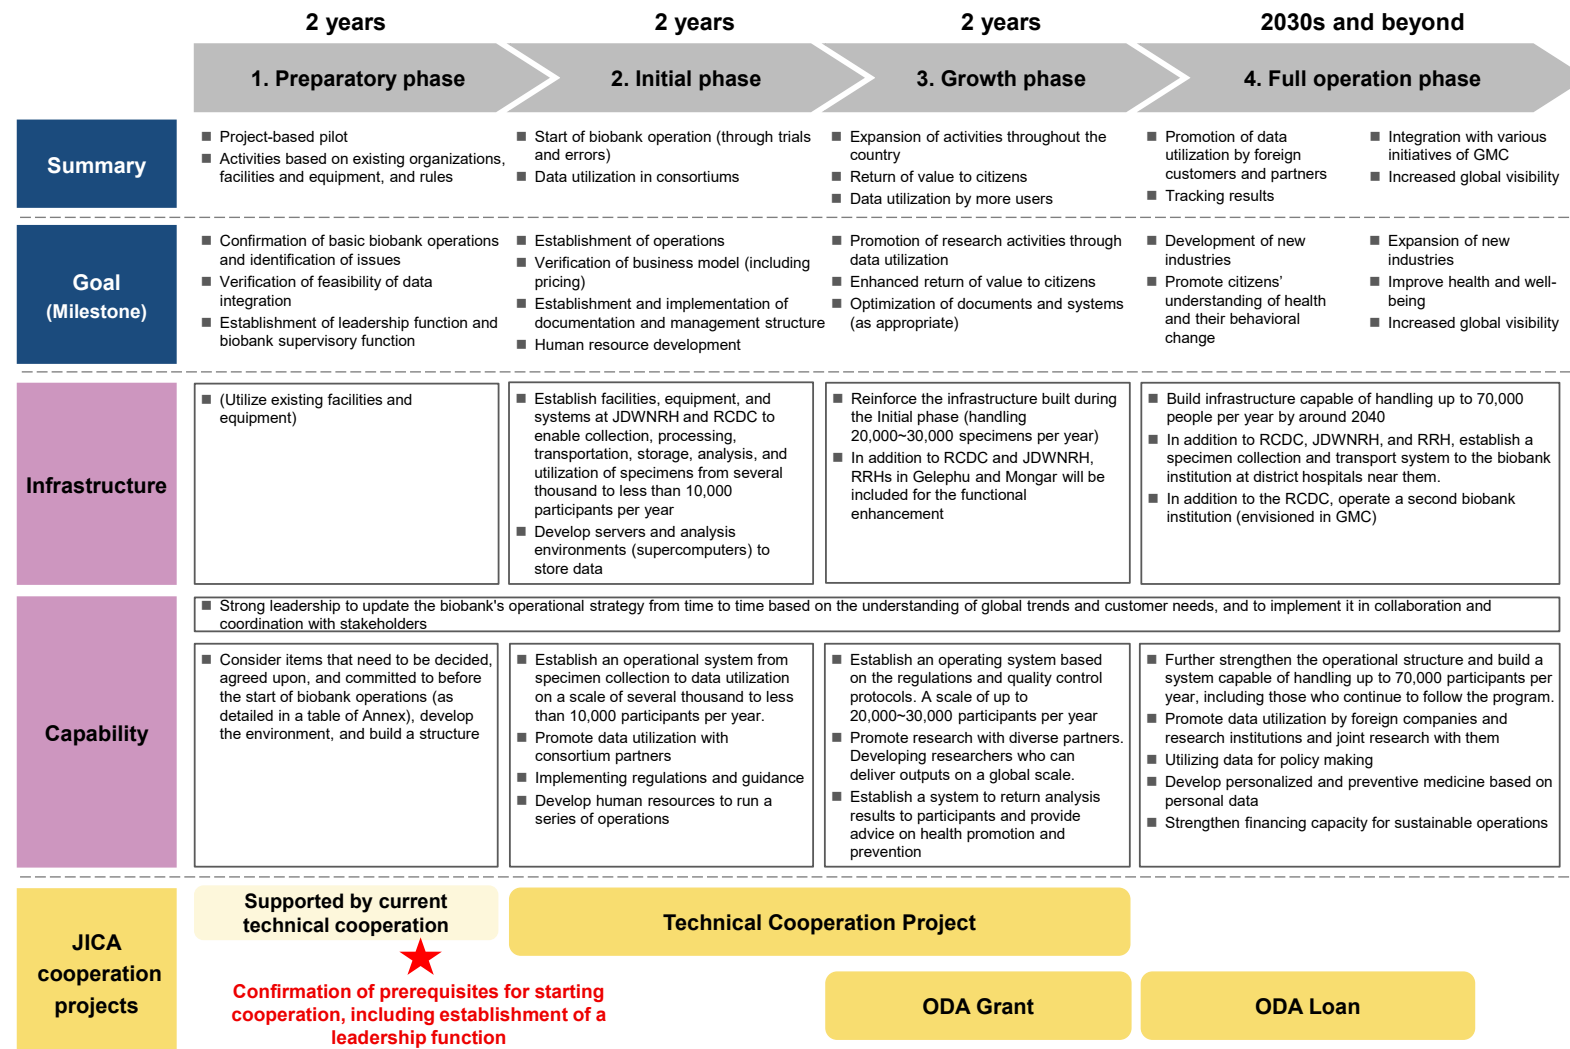 2 years
2 years
2 years
2030s and beyond
1. Preparatory phase
2. Initial phase
3. Growth phase
4. Full operation phase
Summary
■ Project-based pilot
■ Activities based on existing organizations,
facilities and equipment, and rules
■ Start of biobank operation (through trials
and errors)
■ Data utilization in consortiums
■ Expansion of activities throughout the
country
■ Return of value to citizens
■ Data utilization by more users
■ Promotion of data
utilization by foreign
customers and partners
■ Tracking results
■ Integration with various
initiatives of GMC
■ Increased global visibility
Goal
(Milestone)
■ Confirmation of basic biobank operations
and identification of issues
■ Verification of feasibility of data
integration
■ Establishment of leadership function and
biobank supervisory function
■ Establishment of operations
■ Verification of business model (including
pricing)
■ Establishment and implementation of
documentation and management structure
■ Human resource development
■ Promotion of research activities through
data utilization
■ Enhanced return of value to citizens
■ Optimization of documents and systems
(as appropriate)
■ Development of new
industries
■ Promote citizens'
understanding of health
and their behavioral
change
■ Expansion of new
industries
■ Improve health and well-
being
■ Increased global visibility
Infrastructure
■ (Utilize existing facilities and
equipment)
■ Establish facilities, equipment, and
systems at JDWNRH and RCDC to
enable collection, processing,
transportation, storage, analysis, and
utilization of specimens from several
thousand to less than 10,000
participants per year
■ Develop servers and analysis
environments (supercomputers) to
store data
■ Reinforce the infrastructure built during
the Initial phase (handling
20,000~30,000 specimens per year)
■ In addition to RCDC and JDWNRH,
RRHs in Gelephu and Mongar will be
included for the functional
enhancement
■ Build infrastructure capable of handling up to 70,000
people per year by around 2040
■ In addition to RCDC, JDWNRH, and RRH, establish a
specimen collection and transport system to the biobank
institution at district hospitals near them.
■ In addition to the RCDC, operate a second biobank
institution (envisioned in GMC)
Capability
■ Strong leadership to update the biobank's operational strategy from time to time based on the understanding of global trends and customer needs, and to implement it in collaboration and
coordination with stakeholders
■ Consider items that need to be decided,
agreed upon, and committed to before
the start of biobank operations (as
detailed in a table of Annex), develop
the environment, and build a structure
■ Establish an operational system from
specimen collection to data utilization
on a scale of several thousand to less
than 10,000 participants per year.
■ Promote data utilization with
consortium partners
■ Implementing regulations and guidance
■ Develop human resources to run a
series of operations
■ Establish an operating system based
on the regulations and quality control
protocols. A scale of up to
20,000~30,000 participants per year
■ Promote research with diverse partners.
Developing researchers who can
deliver outputs on a global scale.
■ Establish a system to return analysis
results to participants and provide
advice on health promotion and
prevention
■ Further strengthen the operational structure and build a
system capable of handling up to 70,000 participants per
year, including those who continue to follow the program.
■ Promote data utilization by foreign companies and
research institutions and joint research with them
■ Utilizing data for policy making
■ Develop personalized and preventive medicine based on
personal data
■ Strengthen financing capacity for sustainable operations
JICA
cooperation
projects
Supported by current
technical cooperation
Confirmation of prerequisites for starting
cooperation, including establishment of a
leadership function
Technical Cooperation Project
ODA Grant
ODA Loan